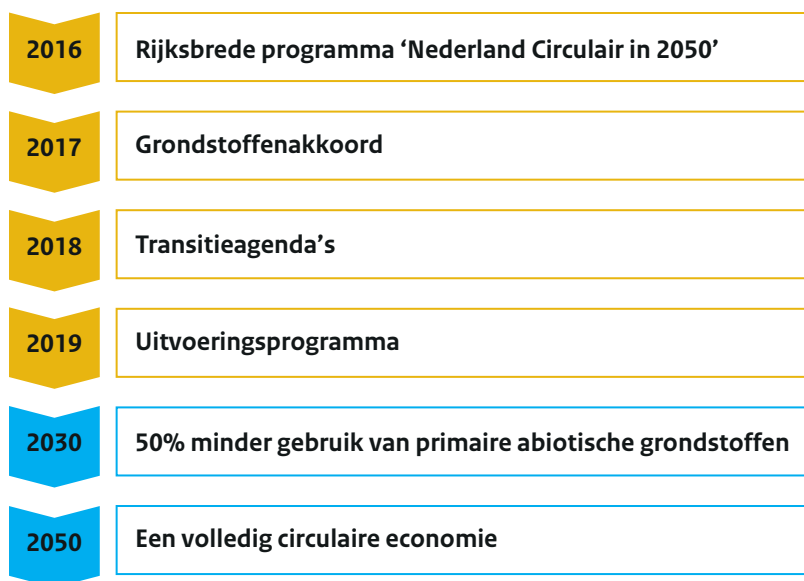 2016
Rijksbrede programma ‘Nederland Circulair in 2050’
2017
Grondstoffenakkoord
2018
Transitieagenda’s
2019
Uitvoeringsprogramma
2030
50% minder gebruik van primaire abiotische grondstoffen
2050
Een volledig circulaire economie